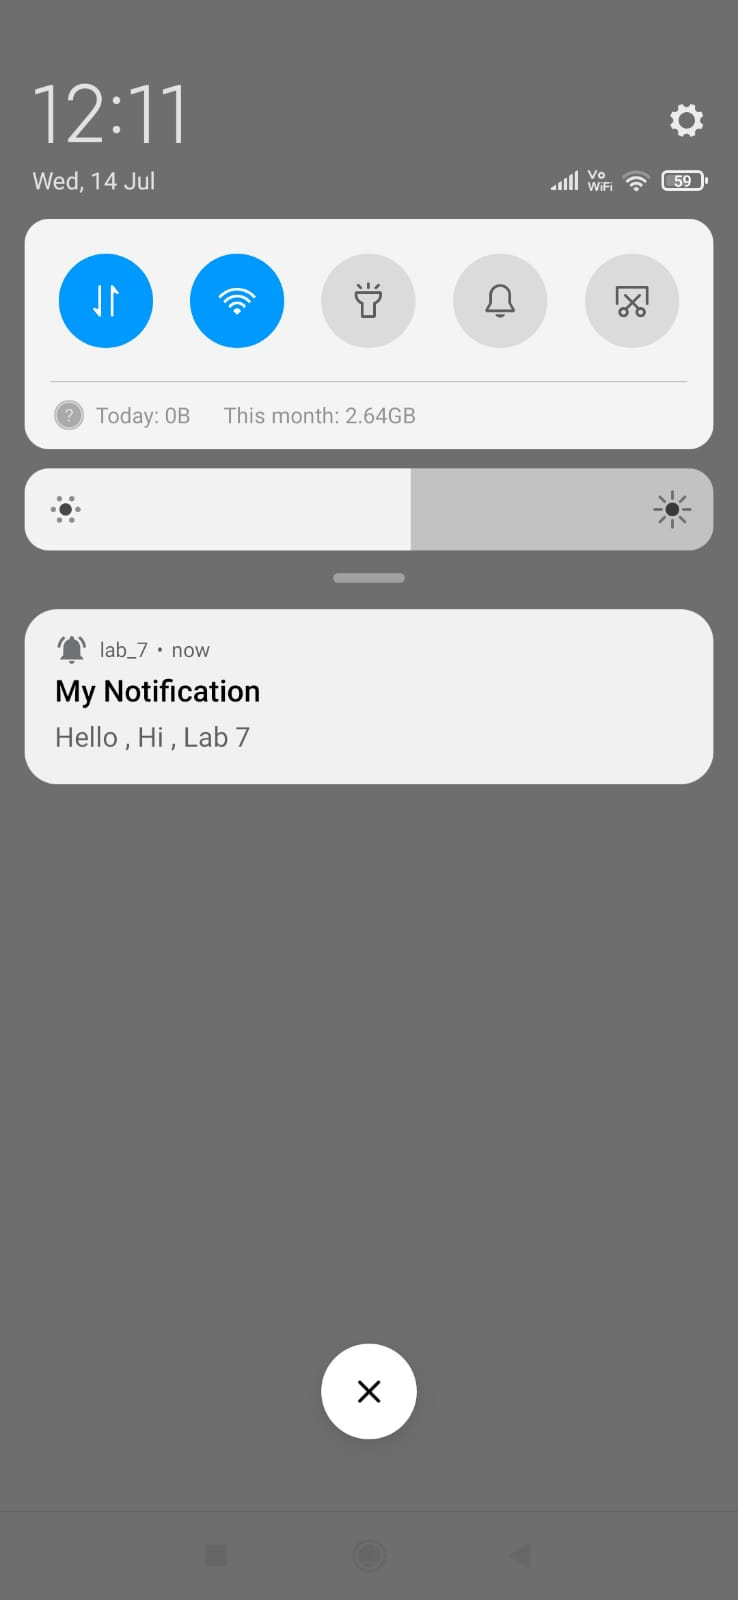 12:11
Wed, 14 Jul
Vo
WiFi
59
? Today: 0B This month: 2.64GB
lab_7 • now
My Notification
Hello , Hi , Lab 7